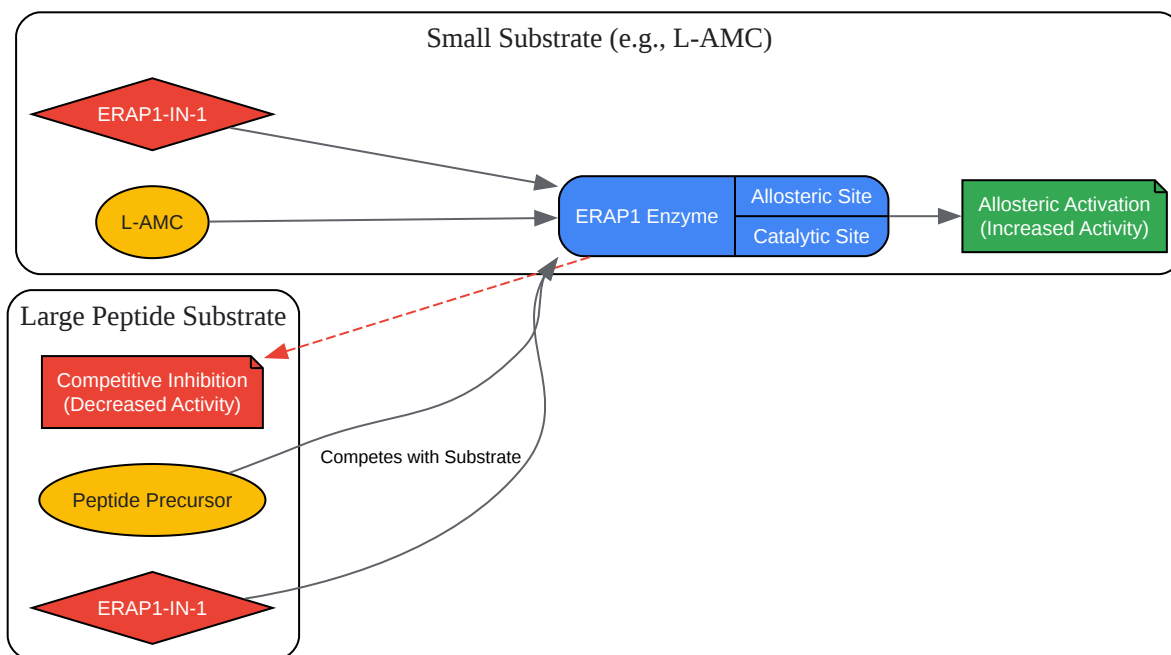 Small Substrate (e.g., L-AMC)
ERAP1-IN-1
L-AMC
ERAP1 Enzyme
Allosteric Site
Catalytic Site
Allosteric Activation
(Increased Activity)
Large Peptide Substrate
Competitive Inhibition
(Decreased Activity)
Competes with Substrate
Peptide Precursor
ERAP1-IN-1